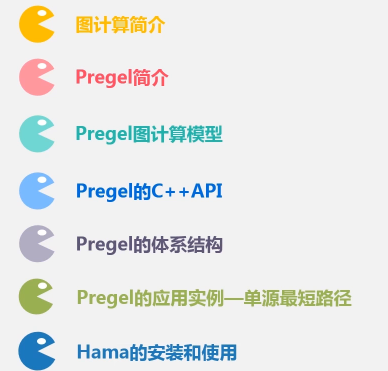 图计算简介
Pregel简介
Pregel图计算模型
Pregel的C++API
Pregel的体系结构
Pregel的应用实例—单源最短路径
Hama的安装和使用